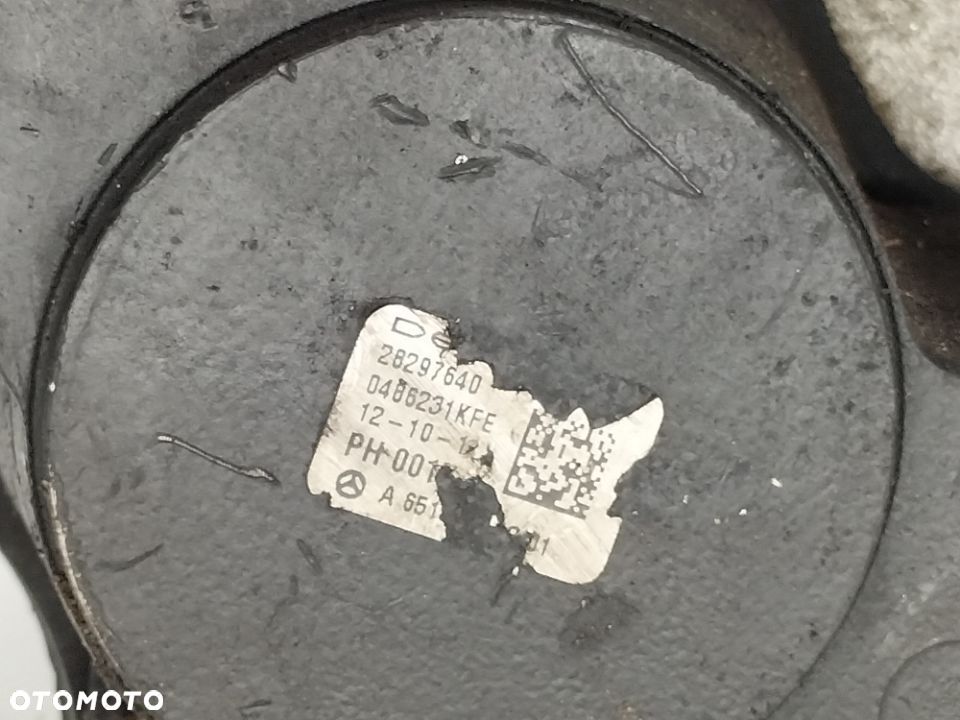 28297640
0486231KFE
12-10-12
PH 001
A 651 01
OTOMOTO